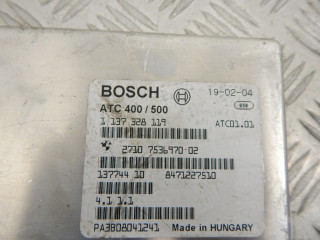 BOSCH 19-02-04
ATC 400 / 500
1 137 328 119 ATC01.01
2710 7536970-02
137744 10 8471227510
4.1 1.1
PA3B08041241 Made in HUNGARY